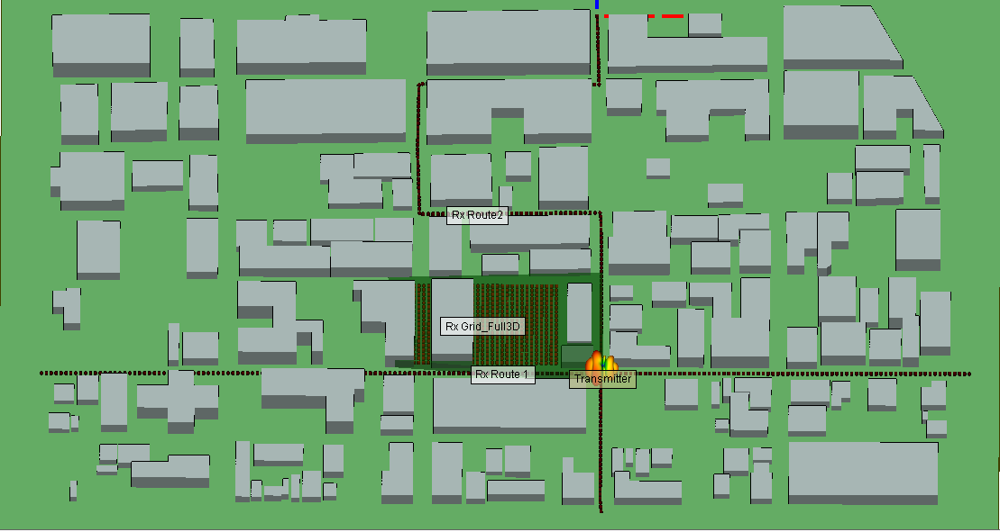 Rx Route2
Rx Grid_Full3D
Rx Route 1
Transmitter